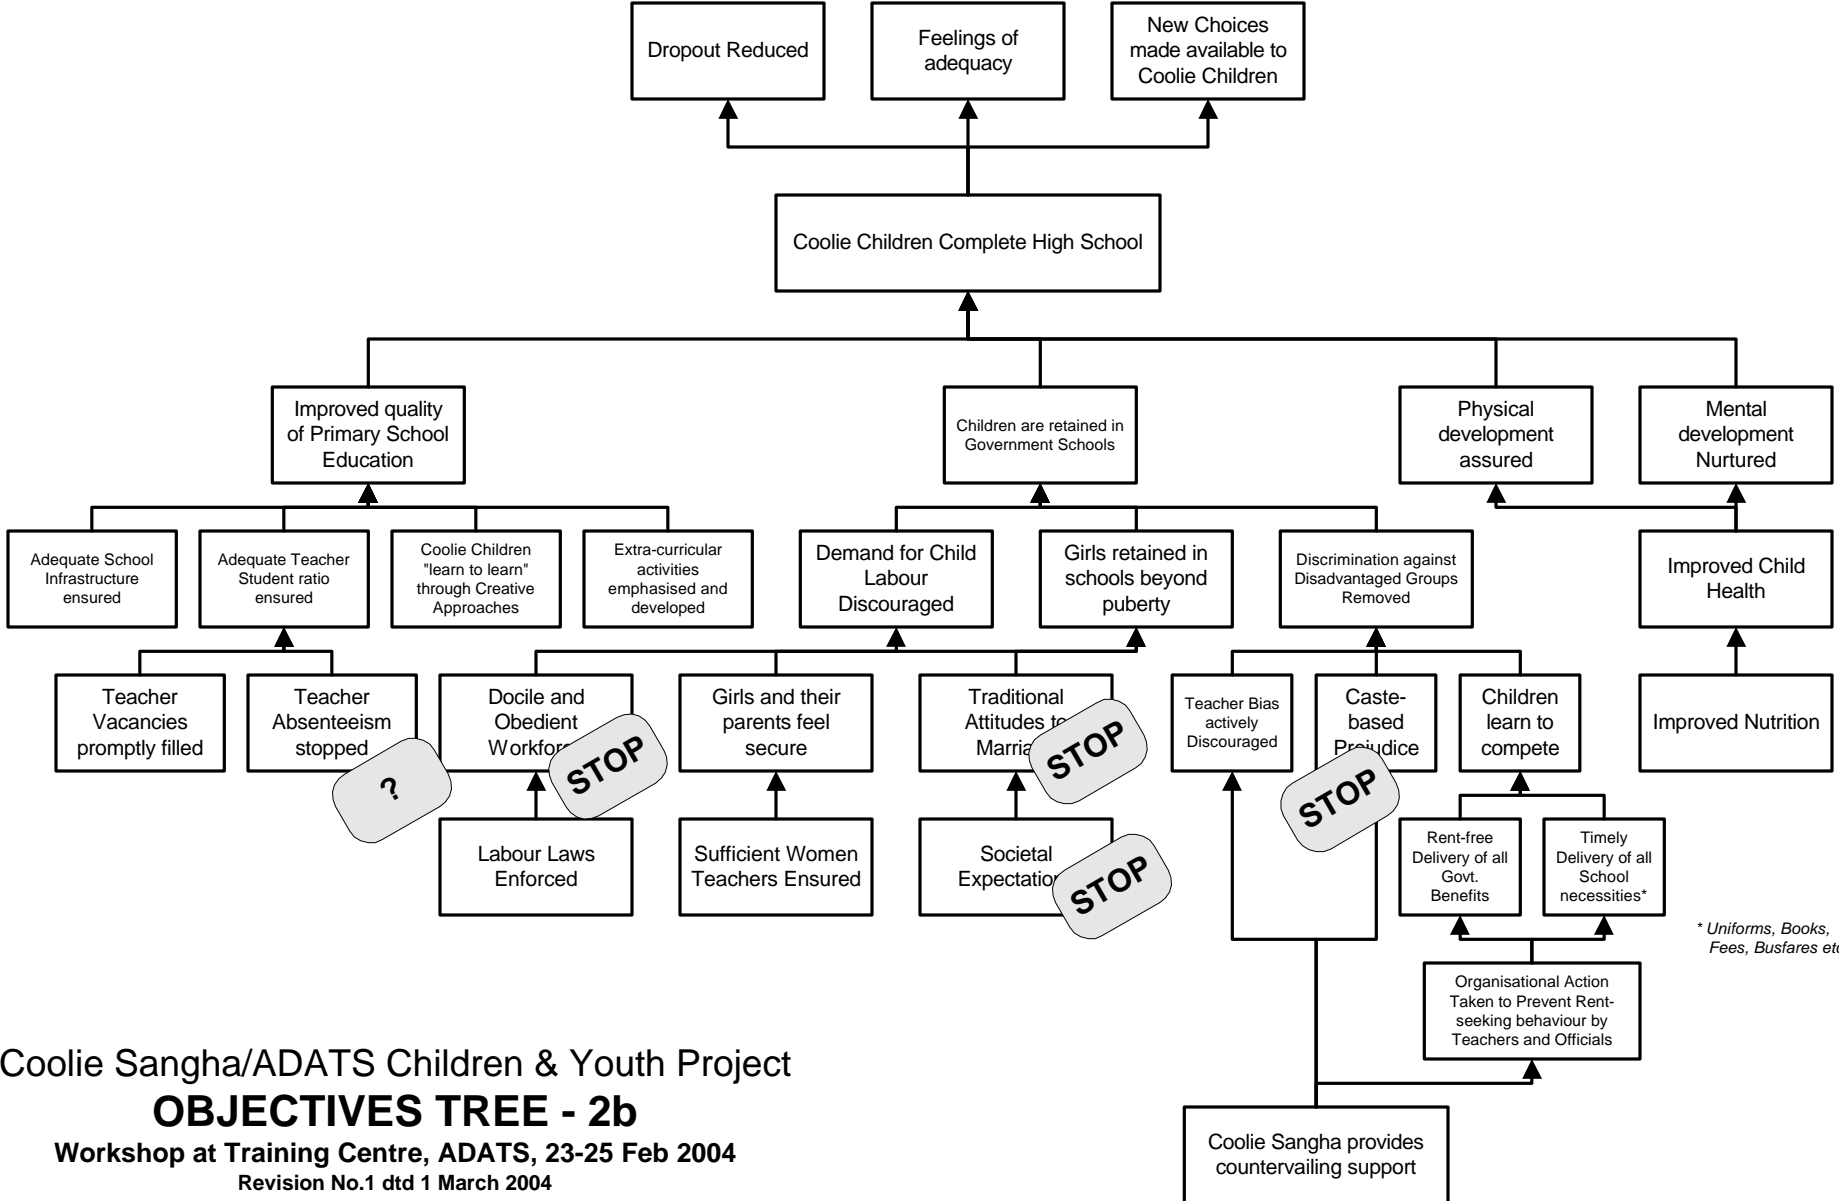 Dropout Reduced
Feelings of
adequacy
New Choices
made available to
Coolie Children
Coolie Children Complete High School
Improved quality
of Primary School
Education
Children are retained in
Government Schools
Physical
development
assured
Mental
development
Nurtured
Adequate School
Infrastructure
ensured
Adequate Teacher
Student ratio
ensured
Coolie Children
"learn to learn"
through Creative
Approaches
Extra-curricular
activities
emphasised and
developed
Demand for Child
Labour
Discouraged
Girls retained in
schools beyond
puberty
Discrimination against
Disadvantaged Groups
Removed
Improved Child
Health
Teacher
Vacancies
promptly filled
Teacher
Absenteeism
stopped
?
Docile and
Obedient
STOP
Girls and their
parents feel
secure
Traditional
Attitudes to
STOP
Teacher Bias
actively
Discouraged
Caste-
based
Prejudice
STOP
Children
learn to
compete
Improved Nutrition
Labour Laws
Enforced
Sufficient Women
Teachers Ensured
Societal
STOP
Rent-free
Delivery of all
Govt.
Benefits
Timely
Delivery of all
School
necessities*
* Uniforms, Books,
Fees, Busfares etc
Organisational Action
Taken to Prevent Rent-
seeking behaviour by
Teachers and Officials
Coolie Sangha provides
countervailing support
Coolie Sangha/ADATS Children & Youth Project
OBJECTIVES TREE - 2b
Workshop at Training Centre, ADATS, 23-25 Feb 2004
Revision No.1 dtd 1 March 2004